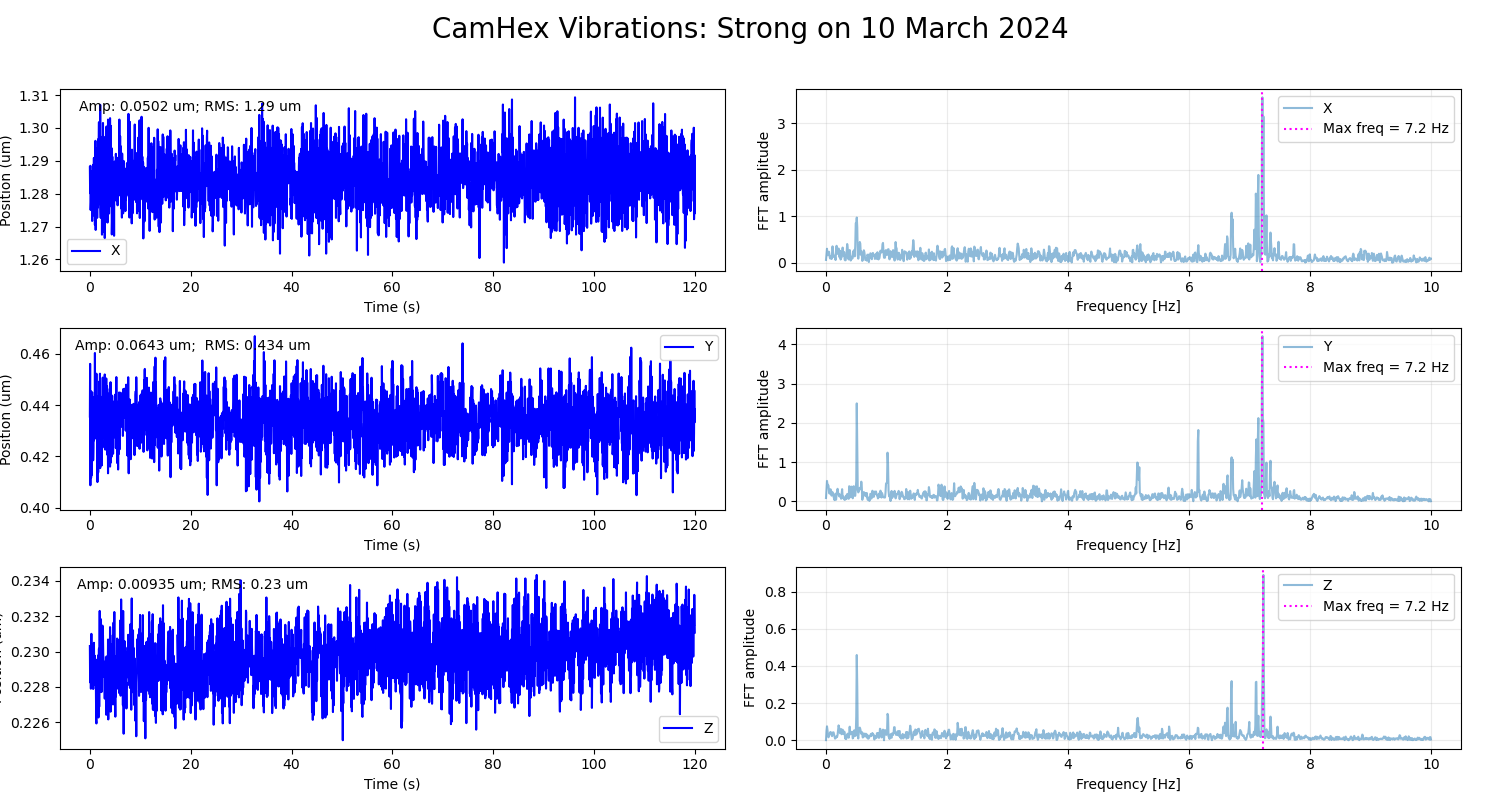 CamHex Vibrations: Strong on 10 March 2024
Amp: 0.0502 um; RMS: 1.29 um
Position (um)
1.31
1.30
1.29
1.28
1.27
1.26
X
0 20 40 60 80 100 120
Time (s)
FFT amplitude
3
2
1
0
X
Max freq = 7.2 Hz
0 2 4 6 8 10
Frequency [Hz]
Amp: 0.0643 um;  RMS: 0.434 um
Position (um)
0.46
0.44
0.42
0.40
Y
0 20 40 60 80 100 120
Time (s)
FFT amplitude
4
3
2
1
0
Y
Max freq = 7.2 Hz
0 2 4 6 8 10
Frequency [Hz]
Amp: 0.00935 um; RMS: 0.23 um
0.234
0.232
0.230
0.228
0.226
Z
0 20 40 60 80 100 120
Time (s)
FFT amplitude
0.8
0.6
0.4
0.2
0.0
Z
Max freq = 7.2 Hz
0 2 4 6 8 10
Frequency [Hz]